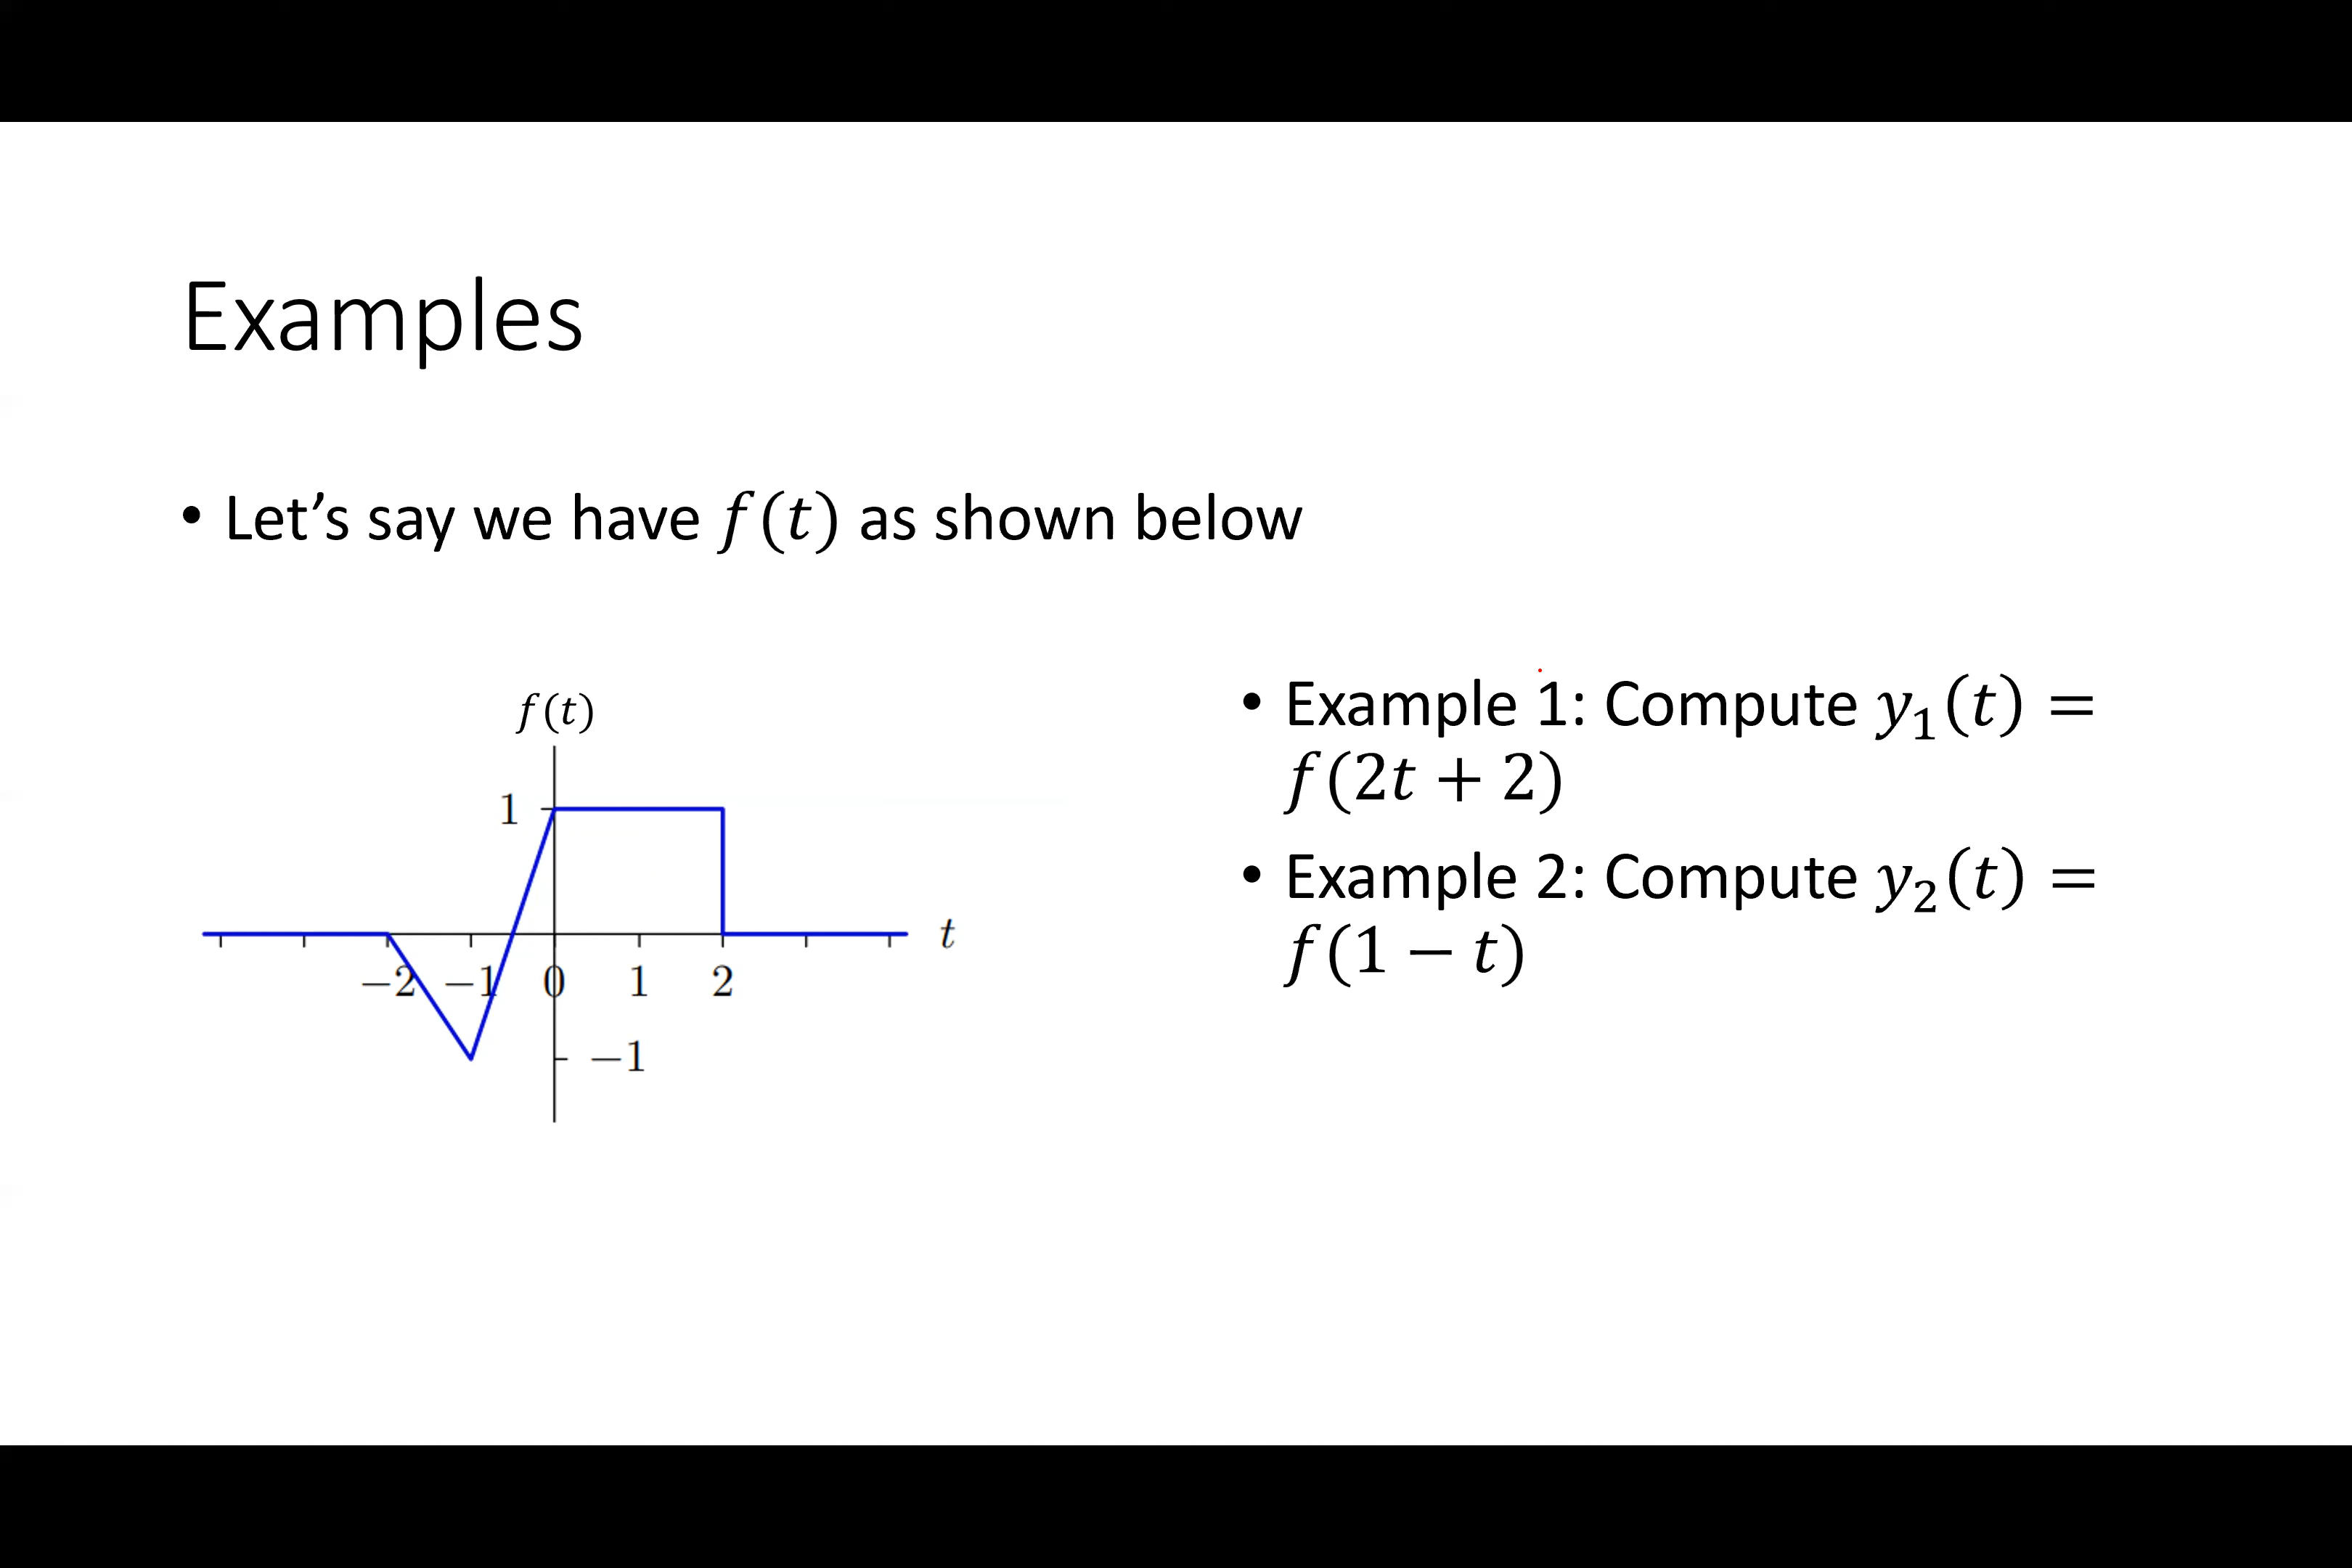 Examples
• Let’s say we have f(t) as shown below
f(t)
1
t
−2 −1 0 1 2
−1
• Example 1: Compute y₁(t) =
f(2t + 2)
• Example 2: Compute y₂(t) =
f(1 − t)